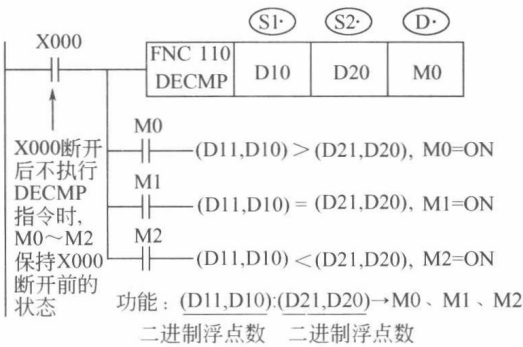 S1· S2· D·
X000
FNC 110
DECMP D10 D20 M0
M0
(D11,D10)>(D21,D20), M0=ON
M1
(D11,D10)=(D21,D20), M1=ON
M2
(D11,D10)<(D21,D20), M2=ON
X000断开
后不执行
DECMP
指令时,
M0～M2
保持X000
断开前的
状态
功能：(D11,D10):(D21,D20)→M0、M1、M2
二进制浮点数 二进制浮点数